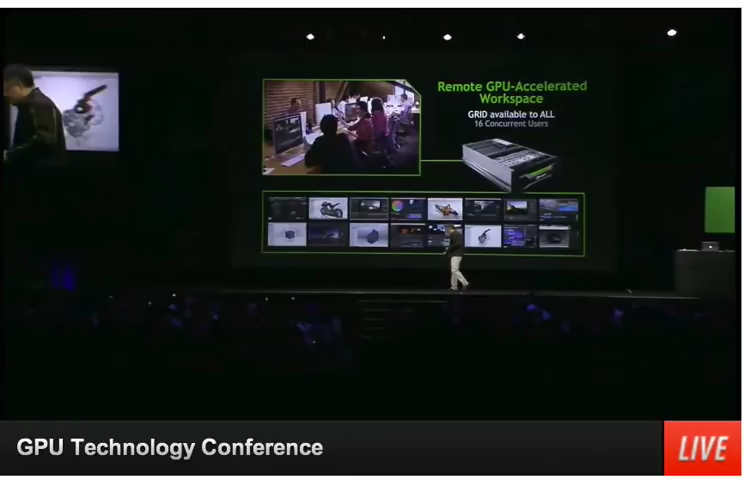 Remote GPU-Accelerated
Workspace
GRID available to ALL
16 Concurrent Users
GPU Technology Conference
LIVE